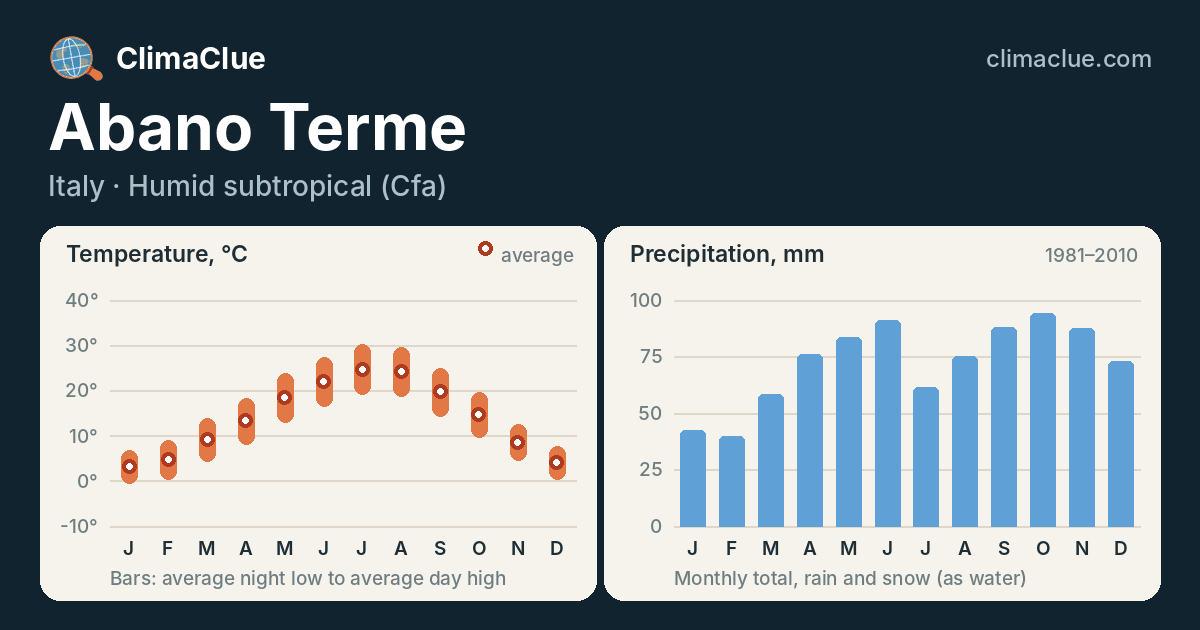 ClimaClue
climaclue.com
Abano Terme
Italy · Humid subtropical (Cfa)
Temperature, °C
average
40°
30°
20°
10°
0°
-10°
J F M A M J J A S O N D
Bars: average night low to average day high
Precipitation, mm
1981–2010
100
75
50
25
0
J F M A M J J A S O N D
Monthly total, rain and snow (as water)